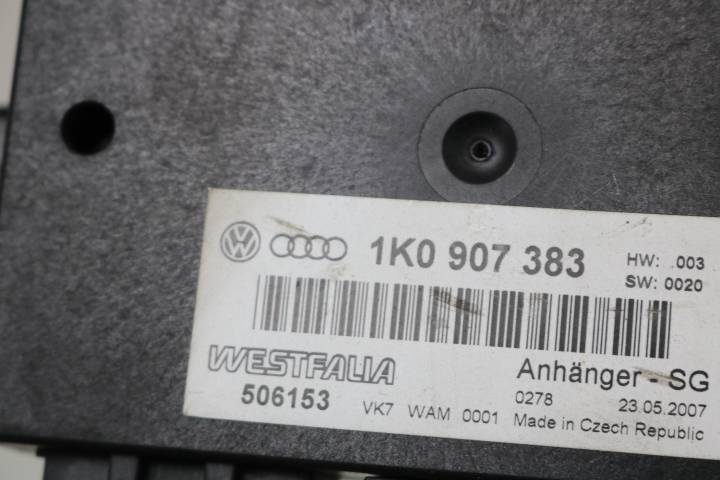 1K0 907 383 HW: .003
SW: 0020
WESTFALIA Anhänger - SG
506153 0278 23.05.2007
VK7 WAM 0001 Made in Czech Republic